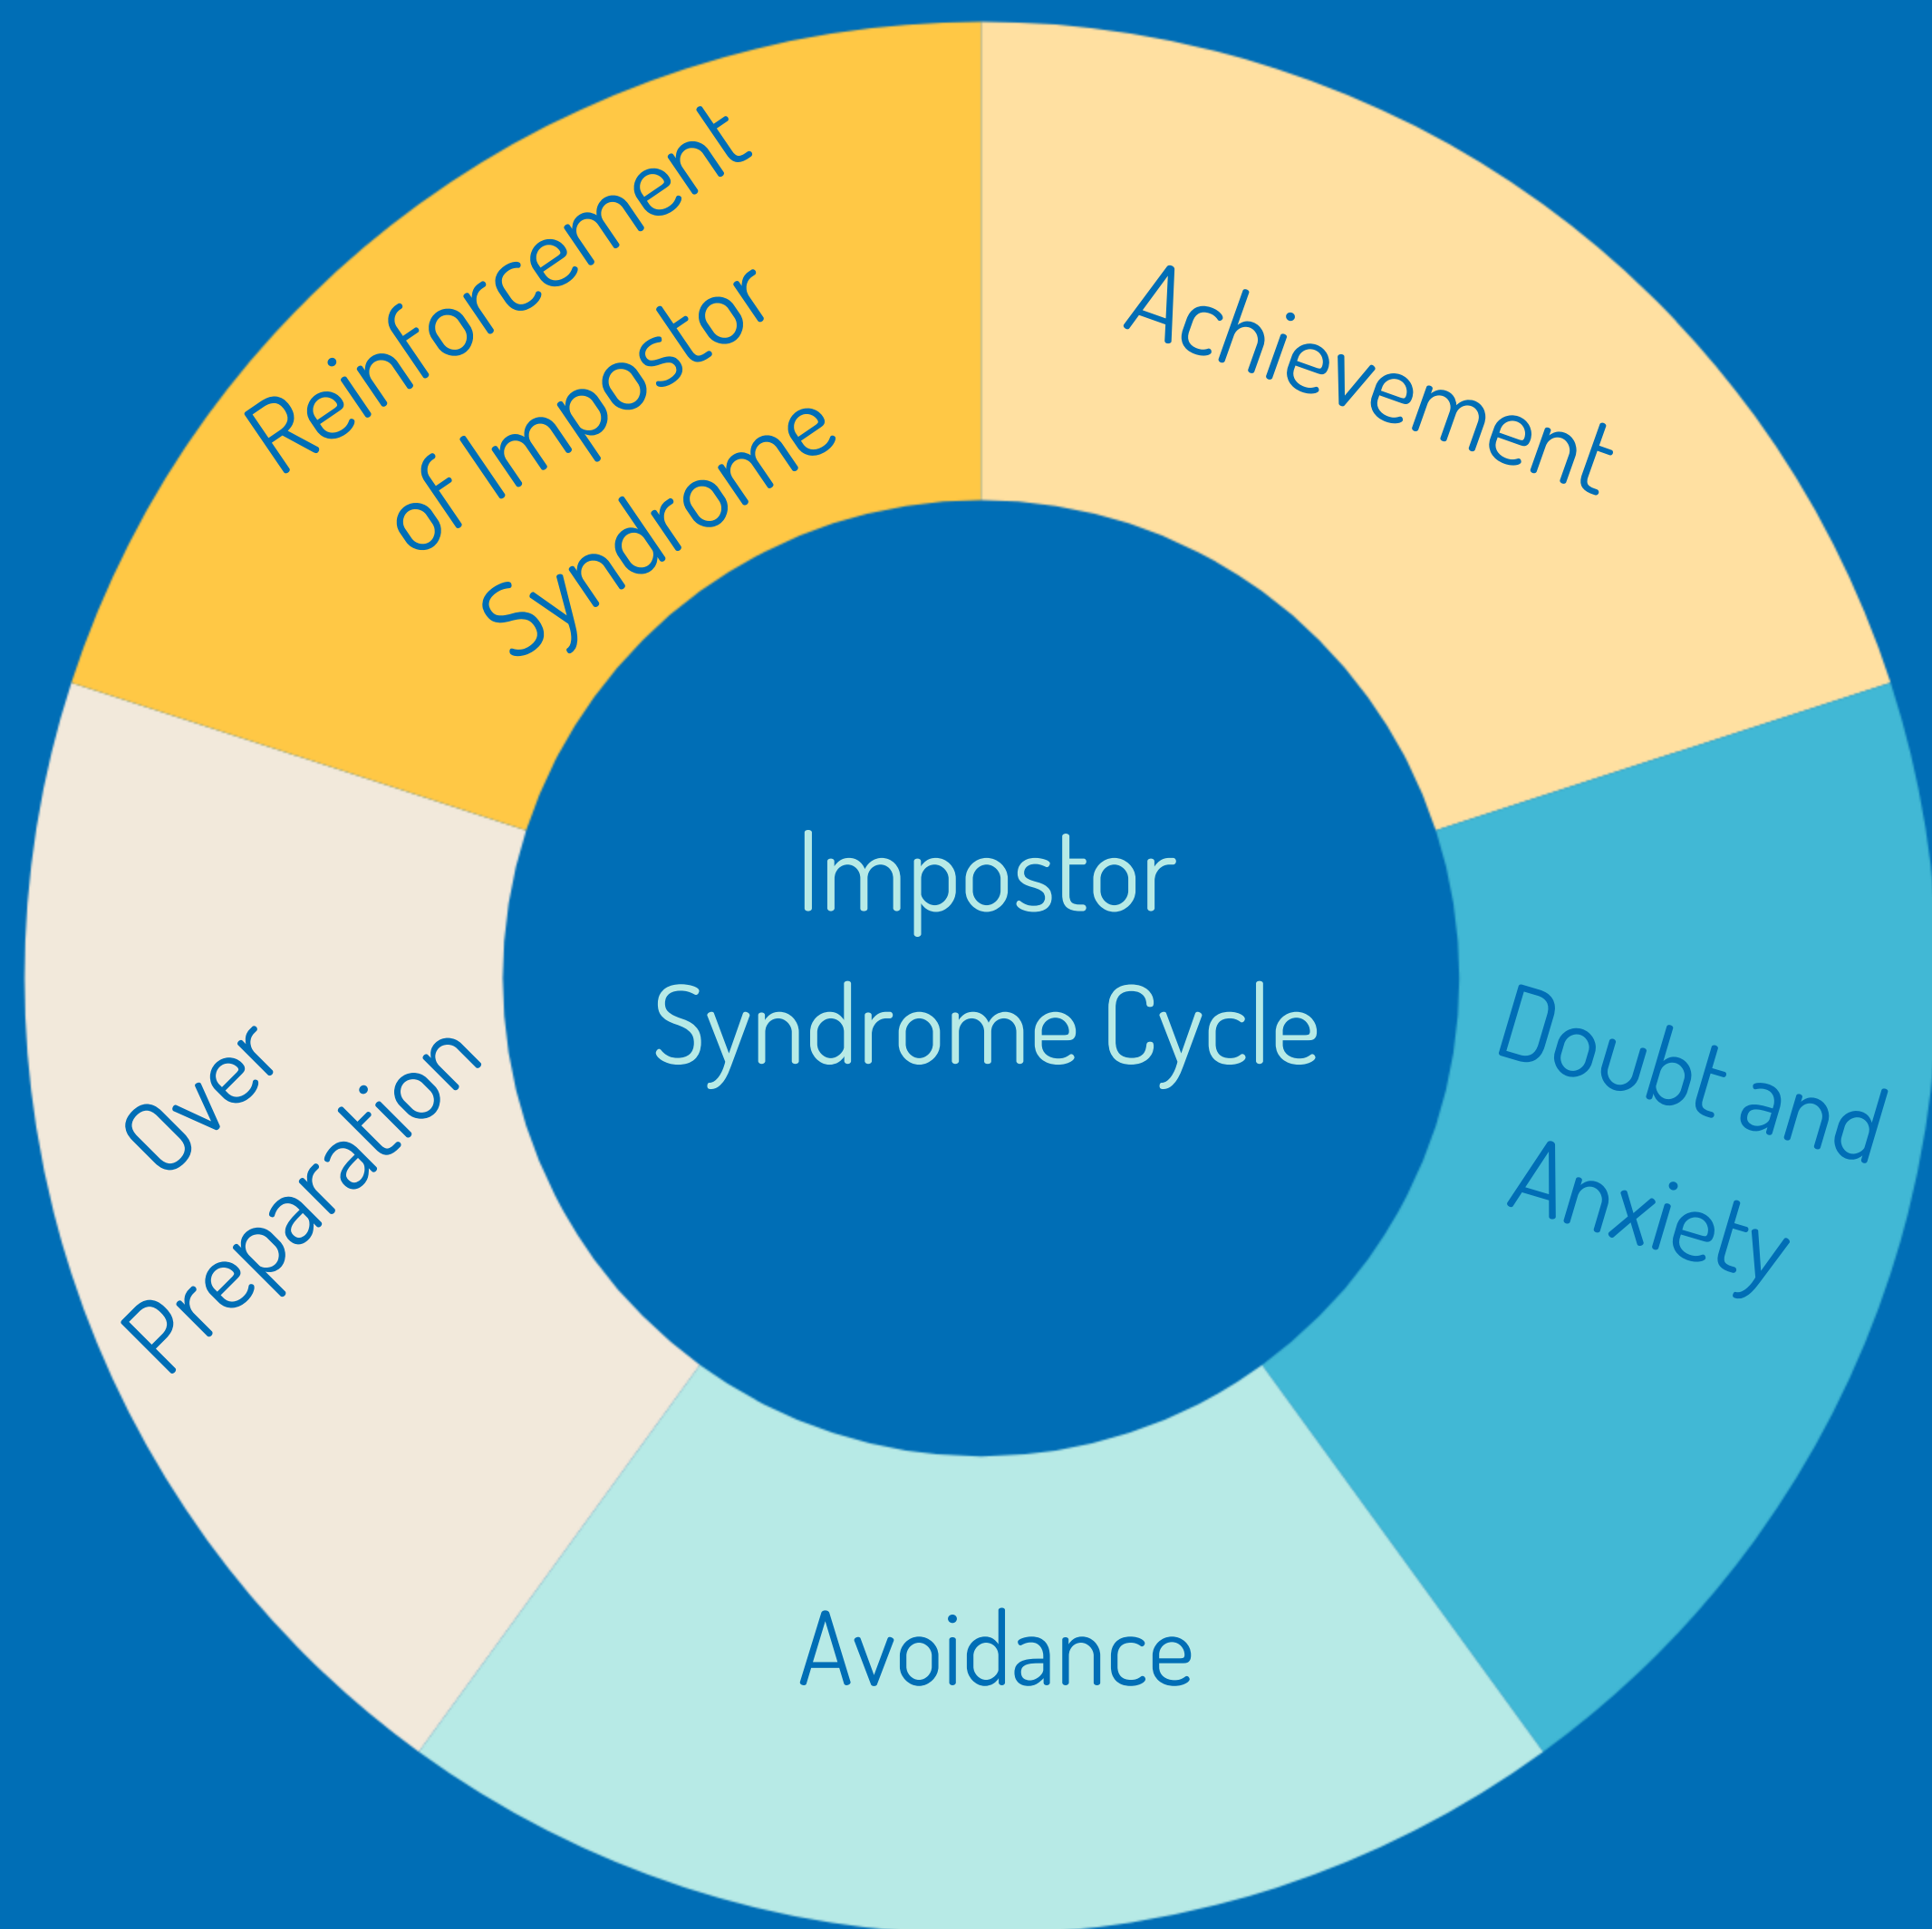 Impostor
Syndrome Cycle
Achievement
Doubt and
Anxiety
Avoidance
Over
Preparation
Reinforcement
of Impostor
Syndrome